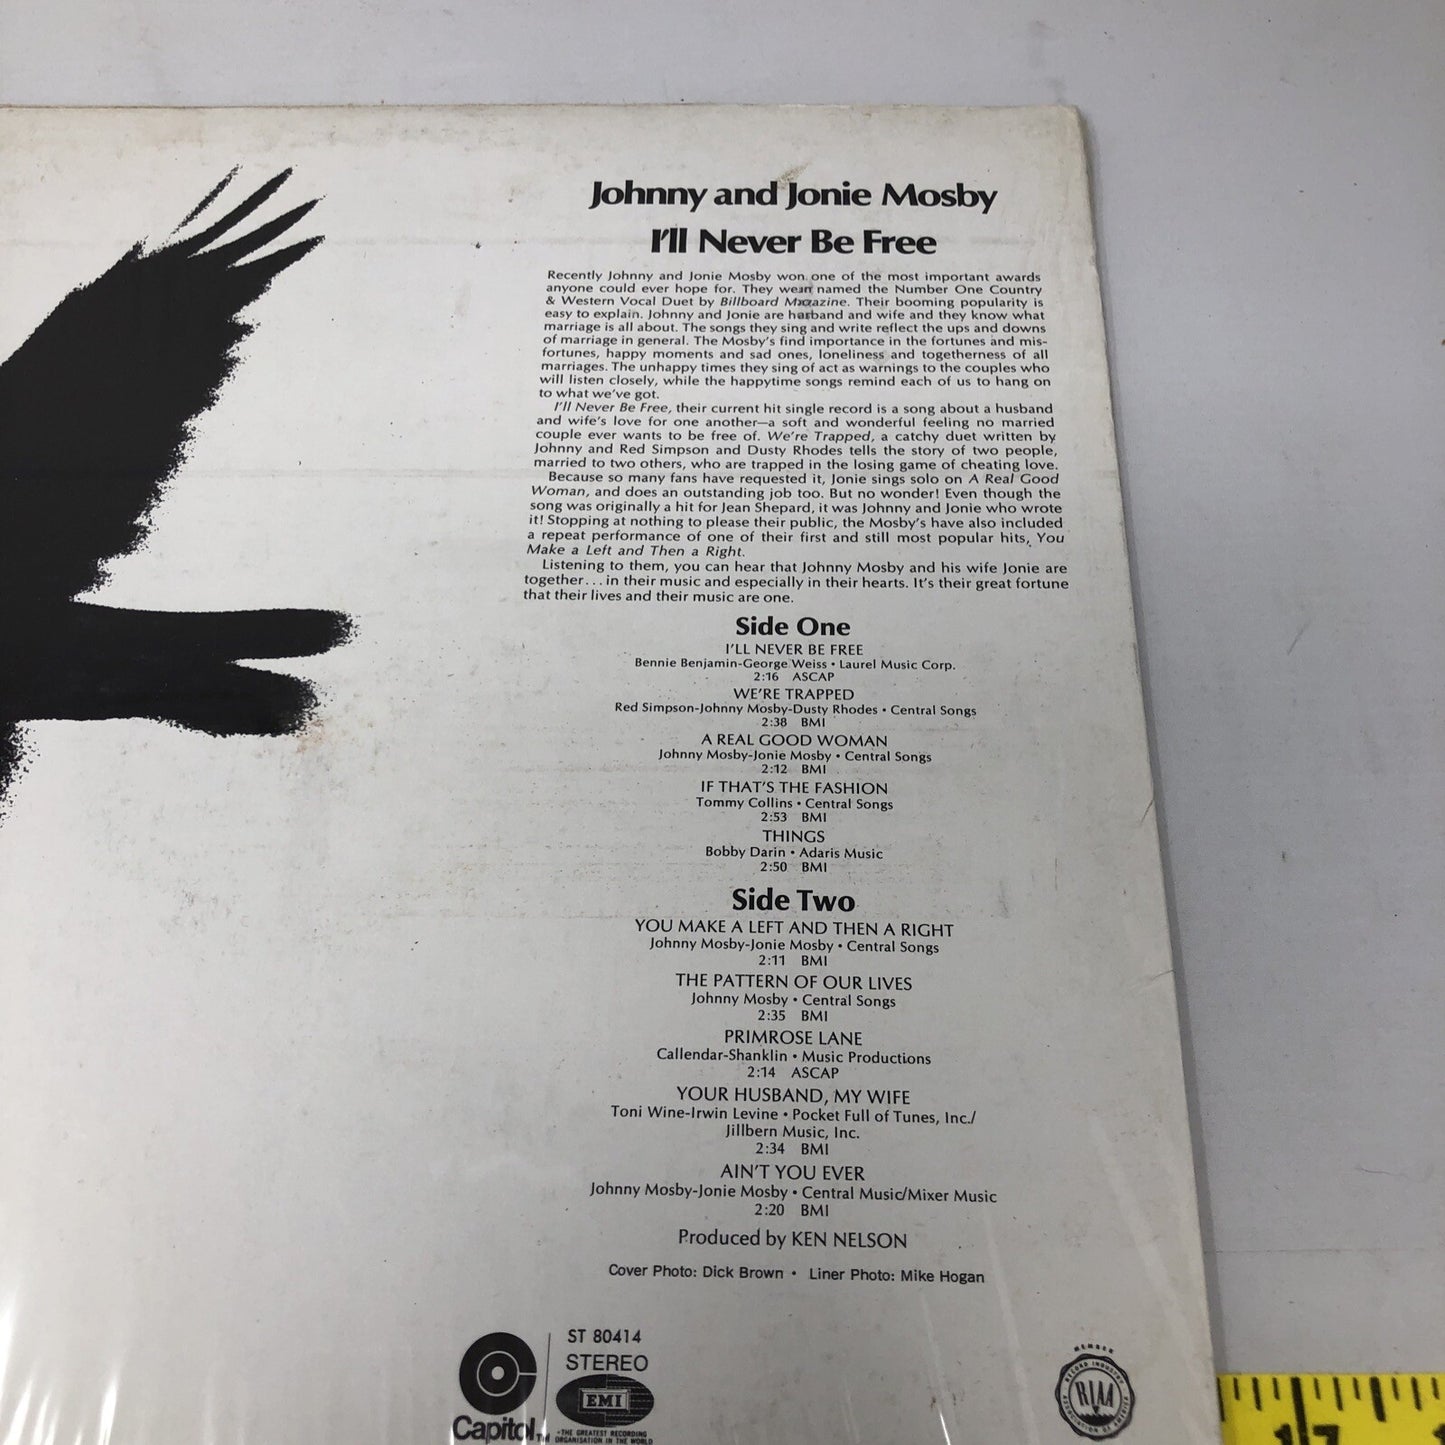 Johnny and Jonie Mosby
I'll Never Be Free
Recently Johnny and Jonie Mosby won one of the most important awards
anyone could ever hope for. They were named the Number One Country
& Western Vocal Duet by Billboard Magazine. Their booming popularity is
easy to explain. Johnny and Jonie are husband and wife and they know what
marriage is all about. The songs they sing and write reflect the ups and downs
of marriage in general. The Mosby's find importance in the fortunes and mis-
fortunes, happy moments and sad ones, loneliness and togetherness of all
marriages. The unhappy times they sing of act as warnings to the couples who
will listen closely, while the happytime songs remind each of us to hang on
to what we've got.
I'll Never Be Free, their current hit single record is a song about a husband
and wife's love for one another—a soft and wonderful feeling no married
couple ever wants to be free of. We're Trapped, a catchy duet written by
Johnny and Red Simpson and Dusty Rhodes tells the story of two people,
married to two others, who are trapped in the losing game of cheating love.
Because so many fans have requested it, Jonie sings solo on A Real Good
Woman, and does an outstanding job too. But no wonder! Even though the
song was originally a hit for Jean Shepard, it was Johnny and Jonie who wrote
it! Stopping at nothing to please their public, the Mosby's have also included
a repeat performance of one of their first and still most popular hits, You
Make a Left and Then a Right.
Listening to them, you can hear that Johnny Mosby and his wife Jonie are
together...in their music and especially in their hearts. It's their great fortune
that their lives and their music are one.
Side One
I'LL NEVER BE FREE
Bennie Benjamin-George Weiss • Laurel Music Corp.
2:16 ASCAP
WE'RE TRAPPED
Red Simpson-Johnny Mosby-Dusty Rhodes • Central Songs
2:38 BMI
A REAL GOOD WOMAN
Johnny Mosby-Jonie Mosby • Central Songs
2:12 BMI
IF THAT'S THE FASHION
Tommy Collins • Central Songs
2:53 BMI
THINGS
Bobby Darin • Adaris Music
2:50 BMI
Side Two
YOU MAKE A LEFT AND THEN A RIGHT
Johnny Mosby-Jonie Mosby • Central Songs
2:11 BMI
THE PATTERN OF OUR LIVES
Johnny Mosby • Central Songs
2:35 BMI
PRIMROSE LANE
Callendar-Shanklin • Music Productions
2:14 ASCAP
YOUR HUSBAND, MY WIFE
Toni Wine-Irwin Levine • Pocket Full of Tunes, Inc./
Jillbern Music, Inc.
2:34 BMI
AIN'T YOU EVER
Johnny Mosby-Jonie Mosby • Central Music/Mixer Music
2:20 BMI
Produced by KEN NELSON
Cover Photo: Dick Brown • Liner Photo: Mike Hogan
ST 80414
STEREO
EMI
Capitol TM
•THE GREATEST RECORDING
ORGANISATION IN THE WORLD
MEMBER
RECORD INDUSTRY
RIAA
ASSOCIATION OF AMERICA
17